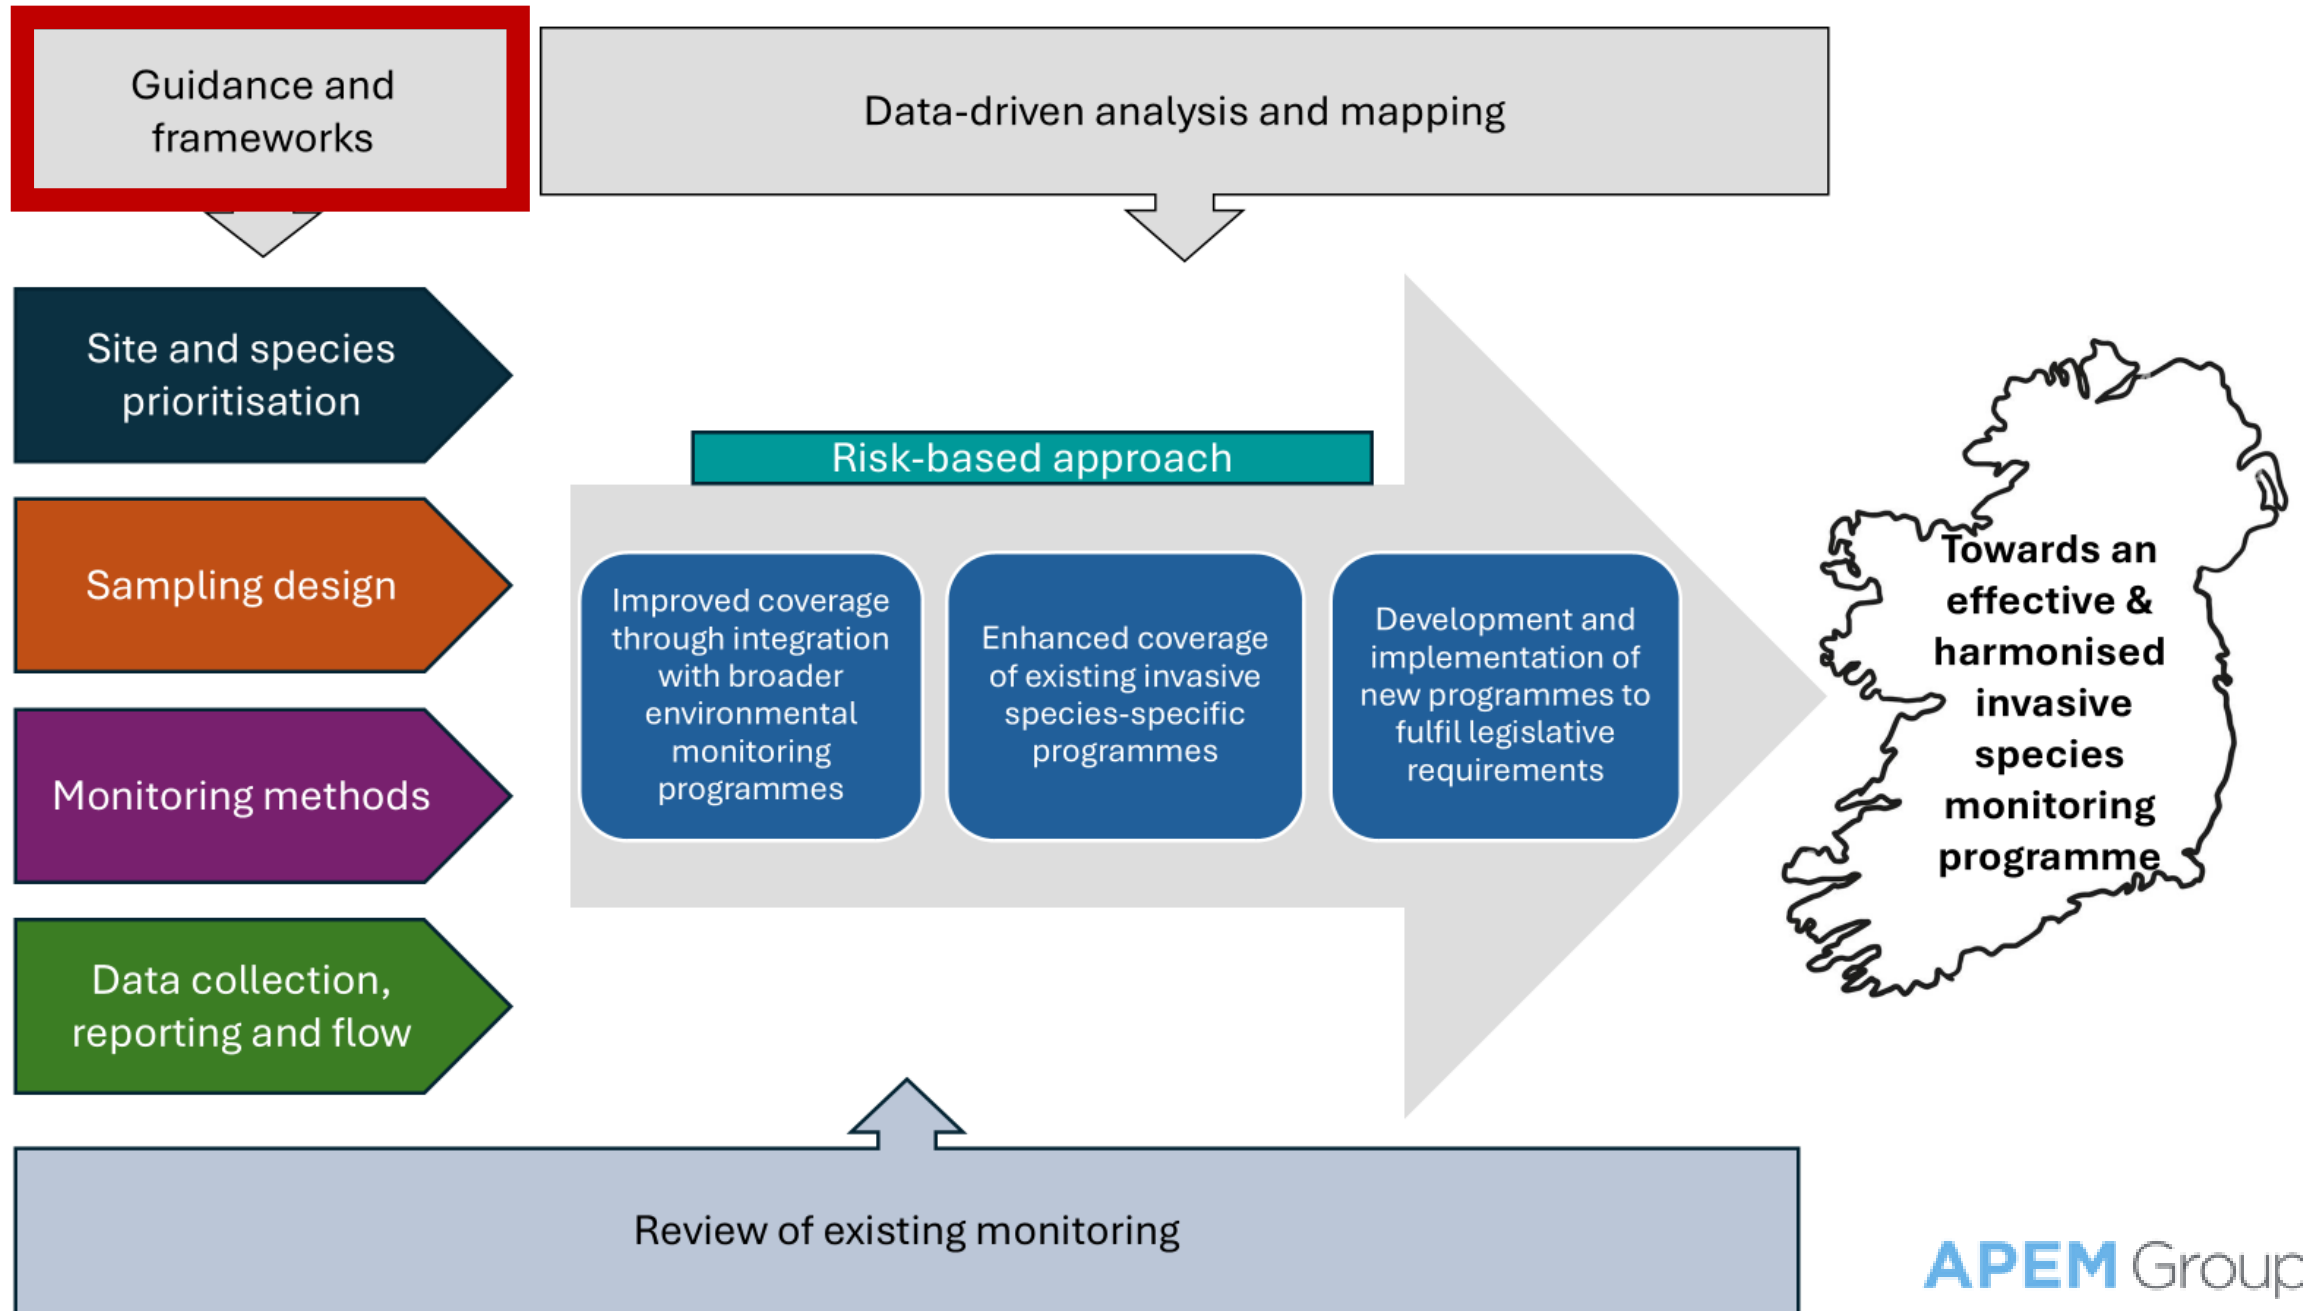 Guidance and
frameworks
Data-driven analysis and mapping
Site and species
prioritisation
Sampling design
Monitoring methods
Data collection,
reporting and flow
Risk-based approach
Improved coverage
through integration
with broader
environmental
monitoring
programmes
Enhanced coverage
of existing invasive
species-specific
programmes
Development and
implementation of
new programmes to
fulfil legislative
requirements
Towards an
effective &
harmonised
invasive
species
monitoring
programme
Review of existing monitoring
APEM Group